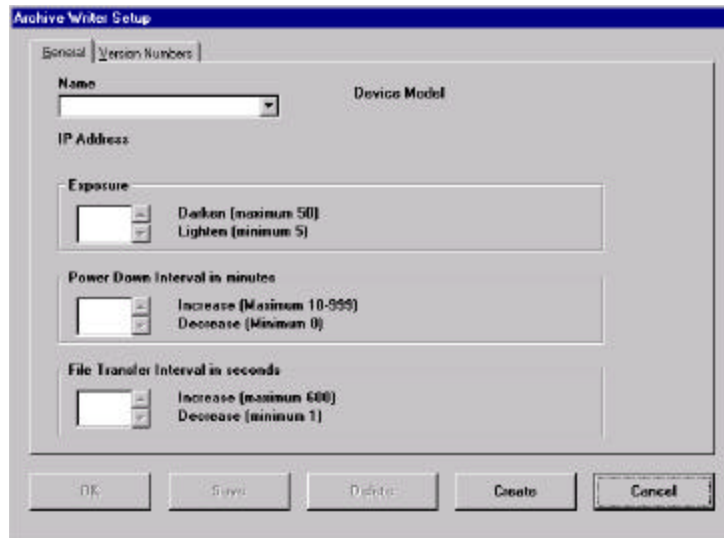 Archive Writer Setup
General Version Numbers
Name
Device Model
IP Address
Exposure
Darken (maximum 50)
Lighten (minimum 5)
Power Down Interval in minutes
Increase (Maximum 10-999)
Decrease (Minimum 0)
File Transfer Interval in seconds
Increase (maximum 600)
Decrease (minimum 1)
OK Save Delete Create Cancel